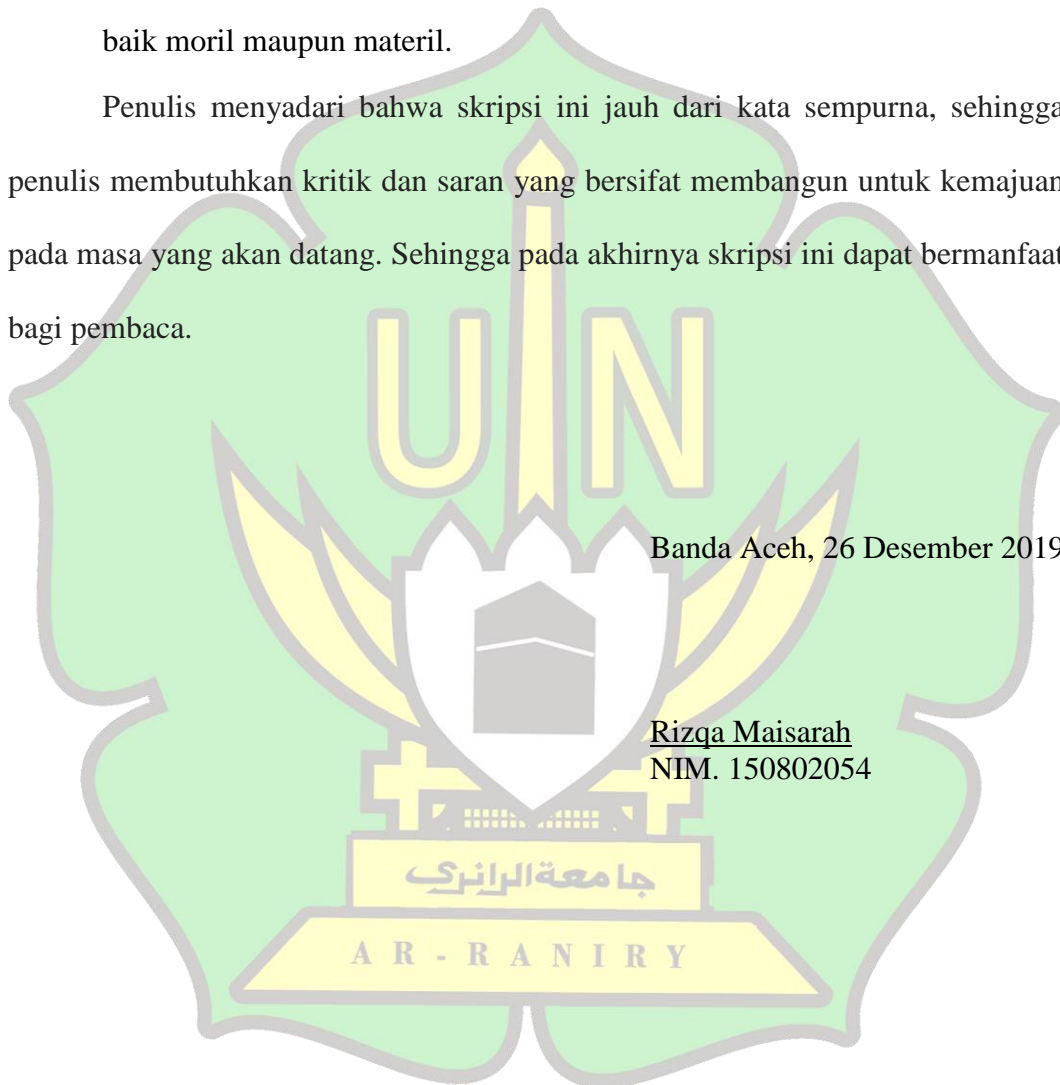 baik moril maupun materil.
Penulis menyadari bahwa skripsi ini jauh dari kata sempurna, sehingga
penulis membutuhkan kritik dan saran yang bersifat membangun untuk kemajuan
pada masa yang akan datang. Sehingga pada akhirnya skripsi ini dapat bermanfaat
bagi pembaca.
UIN
Banda Aceh, 26 Desember 2019
Rizqa Maisarah
NIM. 150802054
جامعة الرانري
AR-RANIRY